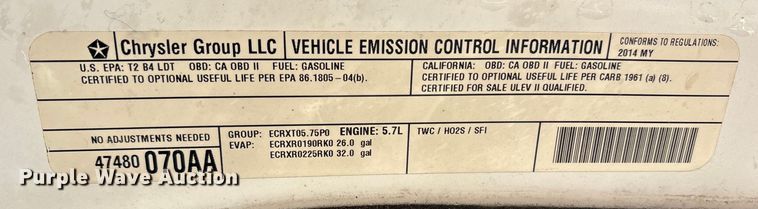 Chrysler Group LLC VEHICLE EMISSION CONTROL INFORMATION CONFORMS TO REGULATIONS:
2014 MY
U.S. EPA: T2 B4 LDT OBD: CA OBD II FUEL: GASOLINE
CERTIFIED TO OPTIONAL USEFUL LIFE PER EPA 86.1805-04(b).
CALIFORNIA: OBD: CA OBD II FUEL: GASOLINE
CERTIFIED TO OPTIONAL USEFUL LIFE PER CARB 1961 (a) (8).
CERTIFIED FOR SALE ULEV II QUALIFIED.
NO ADJUSTMENTS NEEDED
47480 070AA
GROUP: ECRXT05.75P0 ENGINE: 5.7L
EVAP: ECRXR0190RK0 26.0 gal
ECRXR0225RK0 32.0 gal
TWC / HO2S / SFI
Purple Wave Auction